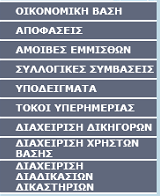 ΟΙΚΟΝΟΜΙΚΗ ΒΑΣΗ
ΑΠΟΦΑΣΕΙΣ
ΑΜΟΙΒΕΣ ΕΜΜΙΣΘΩΝ
ΣΥΛΛΟΓΙΚΕΣ ΣΥΜΒΑΣΕΙΣ
ΥΠΟΔΕΙΓΜΑΤΑ
ΤΟΚΟΙ ΥΠΕΡΗΜΕΡΙΑΣ
ΔΙΑΧΕΙΡΙΣΗ ΔΙΚΗΓΟΡΩΝ
ΔΙΑΧΕΙΡΙΣΗ ΧΡΗΣΤΩΝ
ΒΑΣΗΣ
ΔΙΑΧΕΙΡΙΣΗ
ΔΙΑΔΙΚΑΣΙΩΝ
ΔΙΚΑΣΤΗΡΙΩΝ